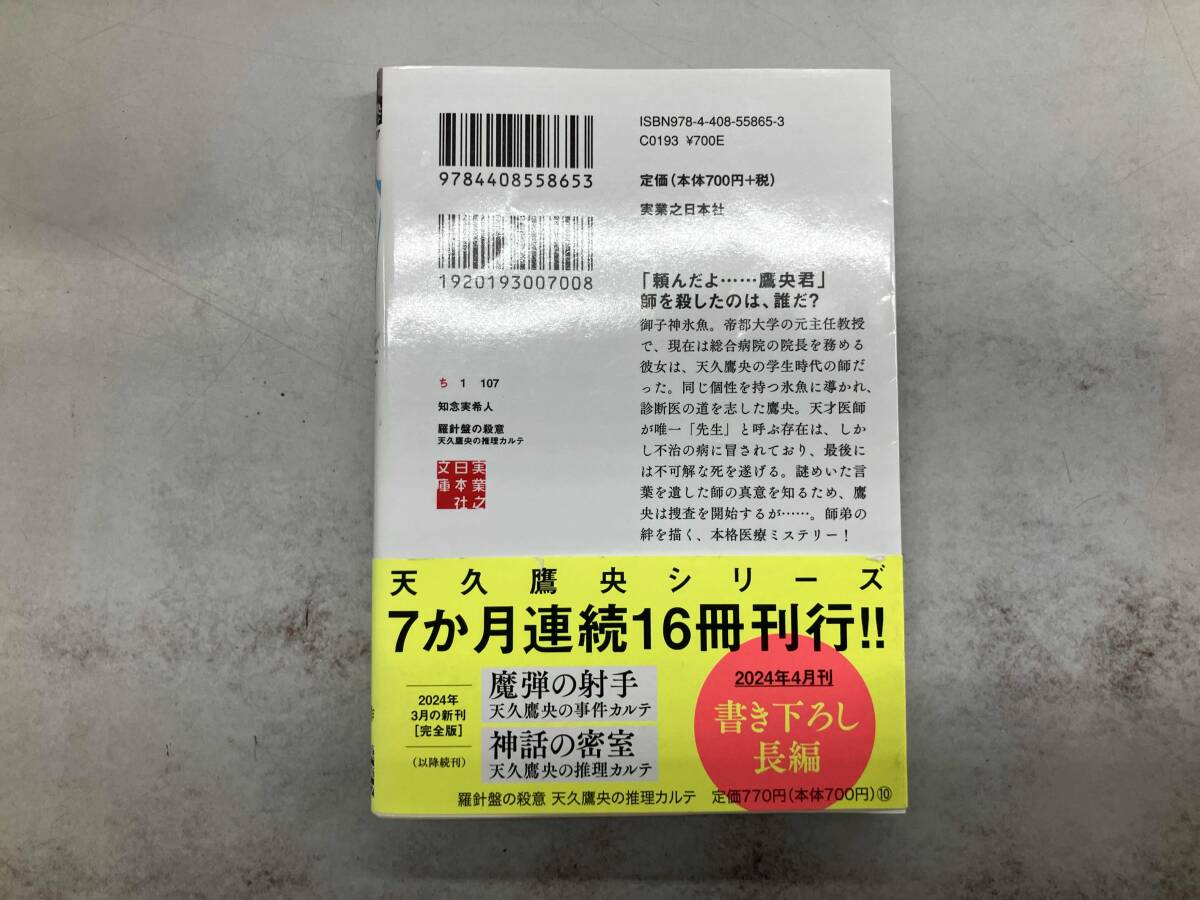 9784408558653
1920193007008
ISBN978-4-408-55865-3
C0193 ¥700E
定価(本体700円+税)
実業之日本社
「頼んだよ……鷹央君」
師を殺したのは、誰だ?
御子神氷魚。帝都大学の元主任教授
で、現在は総合病院の院長を務める
彼女は、天久鷹央の学生時代の師だ
った。同じ個性を持つ氷魚に導かれ、
診断医の道を志した鷹央。天才医師
が唯一「先生」と呼ぶ存在は、しか
し不治の病に冒されており、最後に
は不可解な死を遂げる。謎めいた言
葉を遺した師の真意を知るため、鷹
央は捜査を開始するが……。師弟の
絆を描く、本格医療ミステリー!
ち 1 107
知念実希人
羅針盤の殺意
天久鷹央の推理カルテ
実業之
日本社
文庫
天久鷹央シリーズ
7か月連続16冊刊行!!
2024年
3月の新刊
[完全版]
(以降続刊)
魔弾の射手
天久鷹央の事件カルテ
神話の密室
天久鷹央の推理カルテ
2024年4月刊
書き下ろし
長編
羅針盤の殺意 天久鷹央の推理カルテ 定価770円(本体700円)⑩